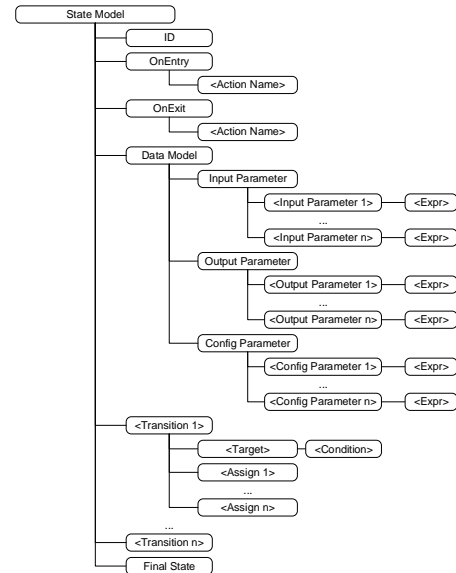 State Model
ID
OnEntry
<Action Name>
OnExit
<Action Name>
Data Model
Input Parameter
<Input Parameter 1> <Expr>
...
<Input Parameter n> <Expr>
Output Parameter
<Output Parameter 1> <Expr>
...
<Output Parameter n> <Expr>
Config Parameter
<Config Parameter 1> <Expr>
...
<Config Parameter n> <Expr>
<Transition 1>
<Target> <Condition>
<Assign 1>
...
<Assign n>
...
<Transition n>
Final State